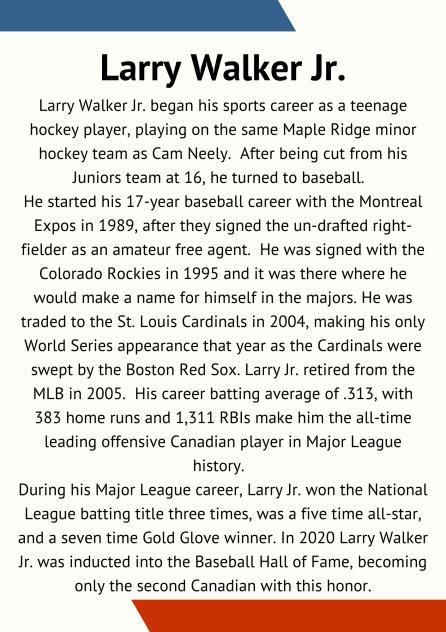 Larry Walker Jr.
Larry Walker Jr. began his sports career as a teenage
hockey player, playing on the same Maple Ridge minor
hockey team as Cam Neely.  After being cut from his
Juniors team at 16, he turned to baseball.
He started his 17-year baseball career with the Montreal
Expos in 1989, after they signed the un-drafted right-
fielder as an amateur free agent.  He was signed with the
Colorado Rockies in 1995 and it was there where he
would make a name for himself in the majors. He was
traded to the St. Louis Cardinals in 2004, making his only
World Series appearance that year as the Cardinals were
swept by the Boston Red Sox. Larry Jr. retired from the
MLB in 2005.  His career batting average of .313, with
383 home runs and 1,311 RBIs make him the all-time
leading offensive Canadian player in Major League
history.
During his Major League career, Larry Jr. won the National
League batting title three times, was a five time all-star,
and a seven time Gold Glove winner. In 2020 Larry Walker
Jr. was inducted into the Baseball Hall of Fame, becoming
only the second Canadian with this honor.